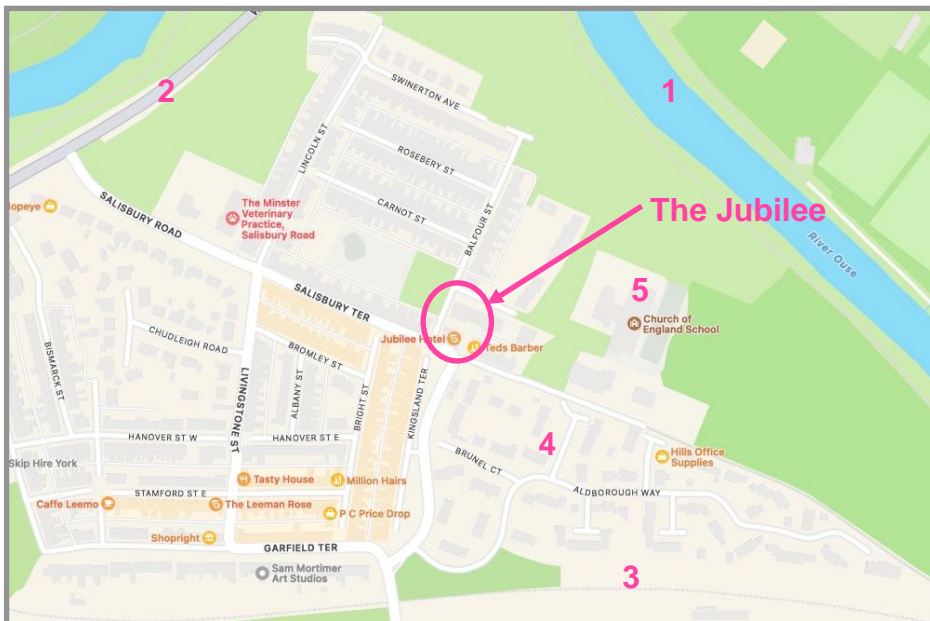 1
2
SWINERTON AVE
LINCOLN ST
ROSEBERY ST
CARNOT ST
BALFOUR ST
The Jubilee
River Ouse
SALISBURY ROAD
The Minster
Veterinary
Practice,
Salisbury Road
opeye
SALISBURY TER
5
Church of
England School
Jubilee Hotel
Teds Barber
CHUDLEIGH ROAD
BISMARCK ST
LIVINGSTONE ST
BROMLEY ST
ALBANY ST
BRIGHT ST
KINGSLAND TER
HANOVER ST W
HANOVER ST E
4
BRUNEL CT
Hills Office
Supplies
Skip Hire York
Tasty House
Million Hairs
STAMFORD ST E
ALDBOROUGH WAY
Caffe Leemo
The Leeman Rose
P C Price Drop
Shopright
GARFIELD TER
Sam Mortimer
Art Studios
3